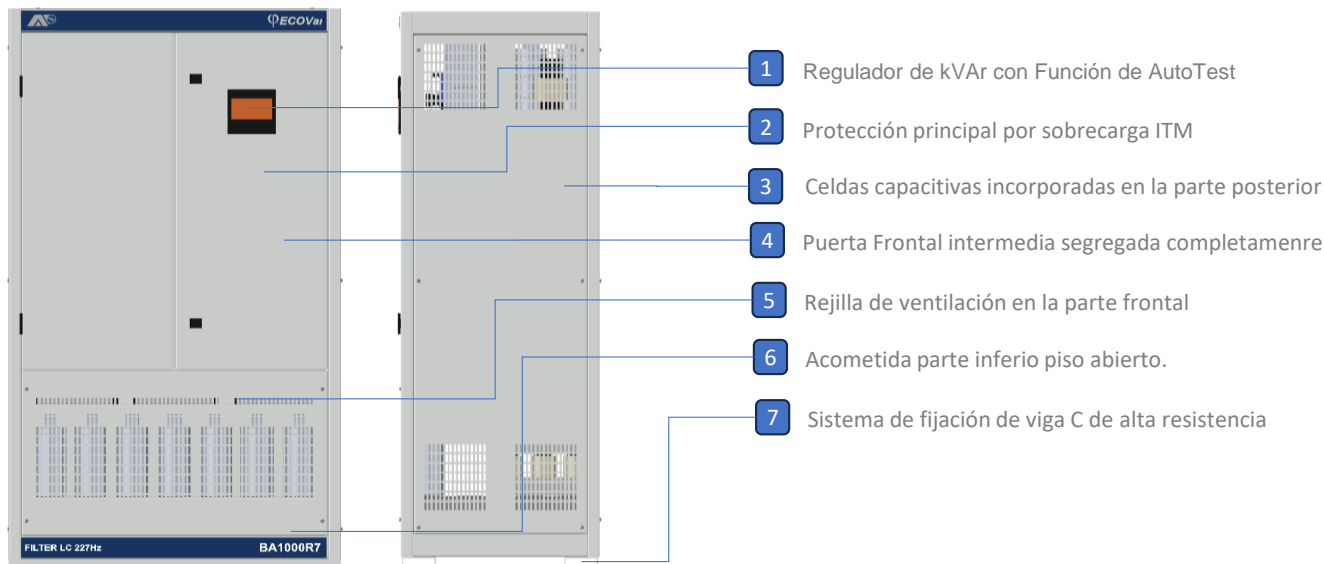 φECOVar
1 Regulador de kVAr con Función de AutoTest
2 Protección principal por sobrecarga ITM
3 Celdas capacitivas incorporadas en la parte posterior
4 Puerta Frontal intermedia segregada completamenre
5 Rejilla de ventilación en la parte frontal
6 Acometida parte inferio piso abierto.
7 Sistema de fijación de viga C de alta resistencia
FILTER LC 227Hz BA1000R7